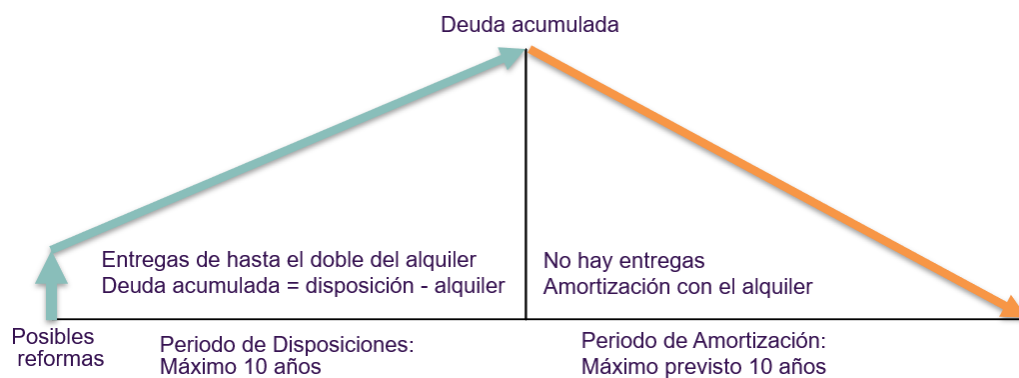 Deuda acumulada
Entregas de hasta el doble del alquiler
Deuda acumulada = disposición - alquiler
No hay entregas
Amortización con el alquiler
Posibles
reformas
Periodo de Disposiciones:
Máximo 10 años
Periodo de Amortización:
Máximo previsto 10 años